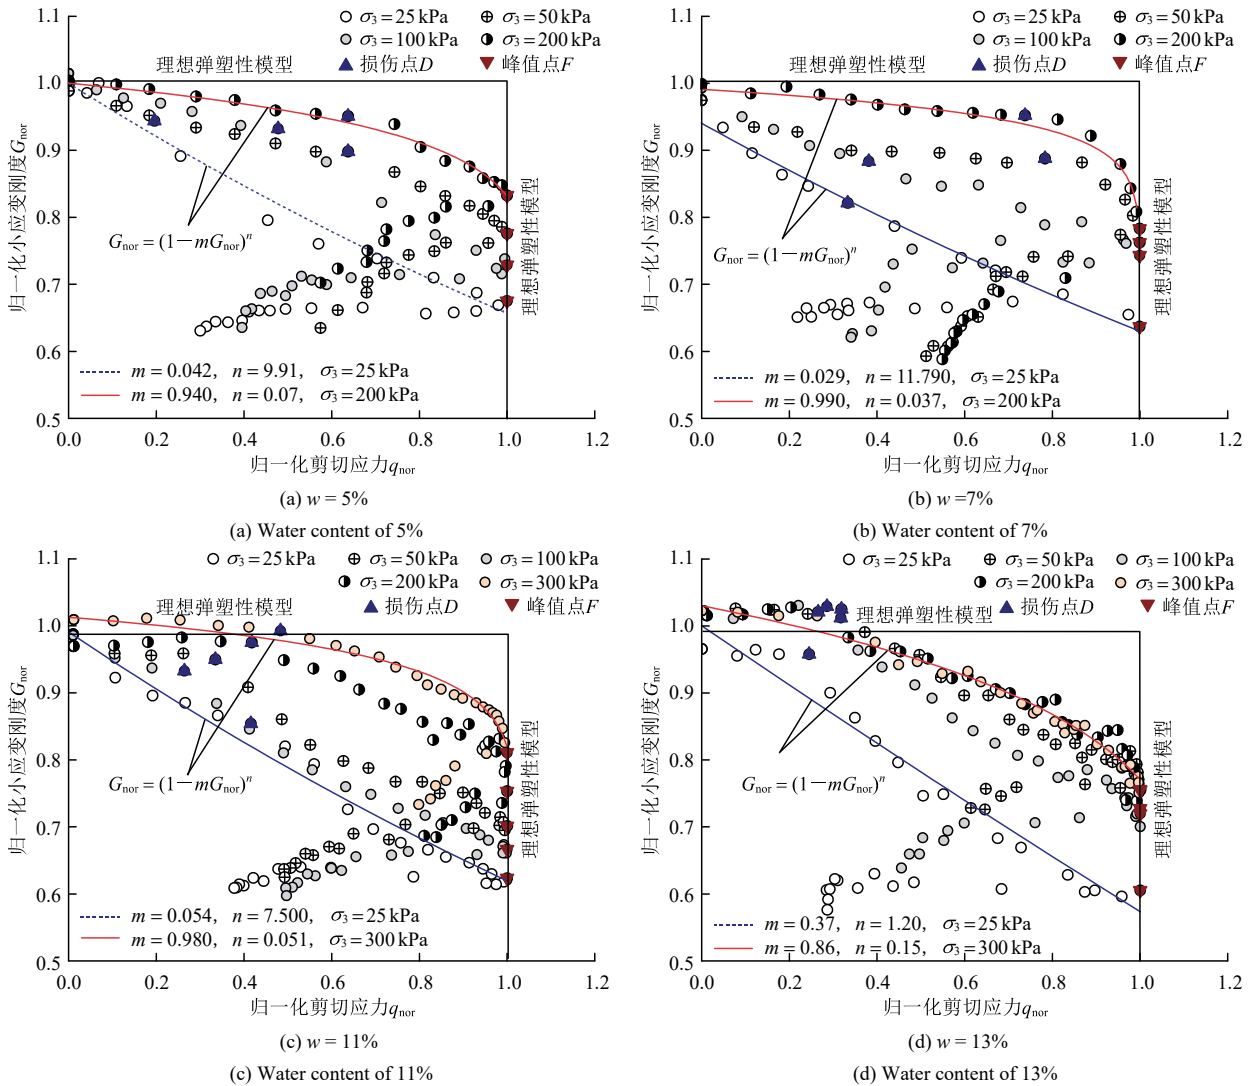 1.1
σ3=25 kPa
σ3=50 kPa
σ3=100 kPa
σ3=200 kPa
理想弹塑性模型
损伤点D
峰值点F
1.0
0.9
0.8
0.7
0.6
0.5
归一化小应变刚度Gnor
Gnor=(1-mGnor)^n
理想弹塑性模型
m=0.042, n=9.91, σ3=25 kPa
m=0.940, n=0.07, σ3=200 kPa
0.0 0.2 0.4 0.6 0.8 1.0 1.2
归一化剪切应力qnor
(a) w = 5%
(a) Water content of 5%
1.1
σ3=25 kPa
σ3=50 kPa
σ3=100 kPa
σ3=200 kPa
理想弹塑性模型
损伤点D
峰值点F
1.0
0.9
0.8
0.7
0.6
0.5
归一化小应变刚度Gnor
Gnor=(1-mGnor)^n
理想弹塑性模型
m=0.029, n=11.790, σ3=25 kPa
m=0.990, n=0.037, σ3=200 kPa
0.0 0.2 0.4 0.6 0.8 1.0 1.2
归一化剪切应力qnor
(b) w =7%
(b) Water content of 7%
1.1
σ3=25 kPa
σ3=50 kPa
σ3=100 kPa
σ3=200 kPa
σ3=300 kPa
理想弹塑性模型
损伤点D
峰值点F
1.0
0.9
0.8
0.7
0.6
0.5
归一化小应变刚度Gnor
Gnor=(1-mGnor)^n
理想弹塑性模型
m=0.054, n=7.500, σ3=25 kPa
m=0.980, n=0.051, σ3=300 kPa
0.0 0.2 0.4 0.6 0.8 1.0 1.2
归一化剪切应力qnor
(c) w = 11%
(c) Water content of 11%
1.1
σ3=25 kPa
σ3=50 kPa
σ3=100 kPa
σ3=200 kPa
σ3=300 kPa
理想弹塑性模型
损伤点D
峰值点F
1.0
0.9
0.8
0.7
0.6
0.5
归一化小应变刚度Gnor
Gnor=(1-mGnor)^n
理想弹塑性模型
m=0.37, n=1.20, σ3=25 kPa
m=0.86, n=0.15, σ3=300 kPa
0.0 0.2 0.4 0.6 0.8 1.0 1.2
归一化剪切应力qnor
(d) w = 13%
(d) Water content of 13%